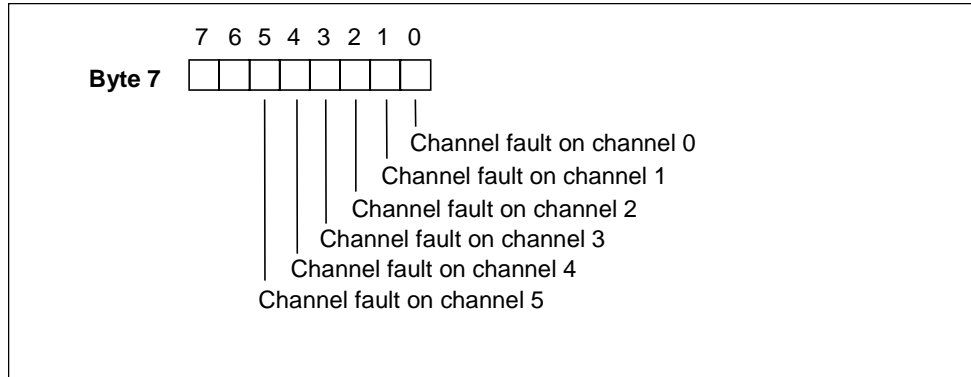 7 6 5 4 3 2 1 0
Byte 7
Channel fault on channel 0
Channel fault on channel 1
Channel fault on channel 2
Channel fault on channel 3
Channel fault on channel 4
Channel fault on channel 5